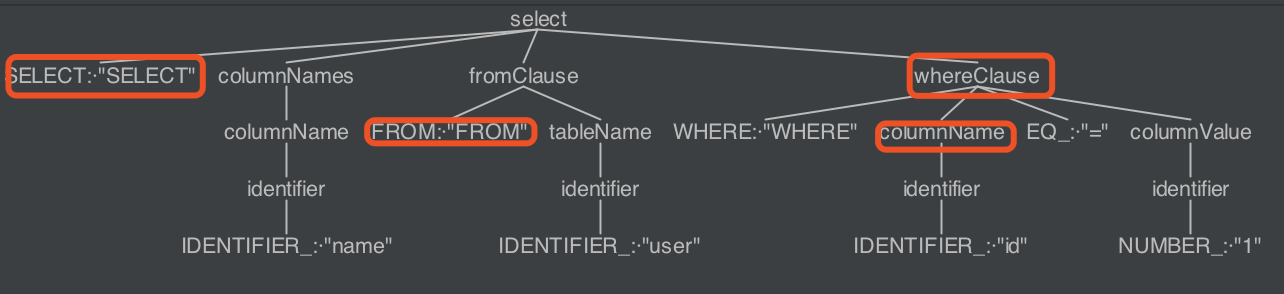 select
SELECT:·"SELECT" columnNames fromClause whereClause
columnName FROM:·"FROM" tableName WHERE:·"WHERE" columnName EQ_:·"=" columnValue
identifier identifier identifier identifier
IDENTIFIER_:·"name" IDENTIFIER_:·"user" IDENTIFIER_:·"id" NUMBER_:·"1"